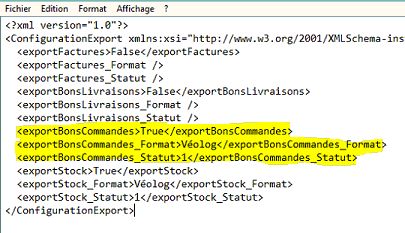 Fichier Edition Format Affichage ?
<?xml version="1.0"?>
<ConfigurationExport xmlns:xsi="http://www.w3.org/2001/XMLSchema-ins
<exportFactures>False</exportFactures>
<exportFactures_Format />
<exportFactures_Statut />
<exportBonsLivraisons>False</exportBonsLivraisons>
<exportBonsLivraisons_Format />
<exportBonsLivraisons_Statut />
<exportBonsCommandes>True</exportBonsCommandes>
<exportBonsCommandes_Format>Véolog</exportBonsCommandes_Format>
<exportBonsCommandes_Statut>1</exportBonsCommandes_Statut>
<exportStock>True</exportStock>
<exportStock_Format>Véolog</exportStock_Format>
<exportStock_Statut>1</exportStock_Statut>
</ConfigurationExport>